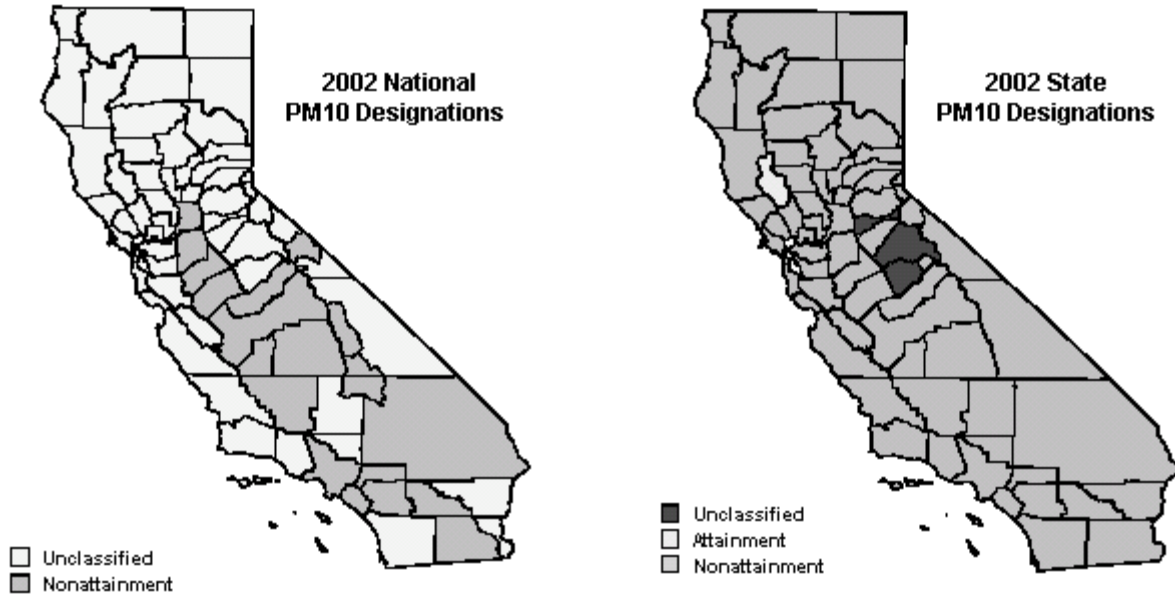 2002 National
PM10 Designations
Unclassified
Nonattainment
2002 State
PM10 Designations
Unclassified
Attainment
Nonattainment